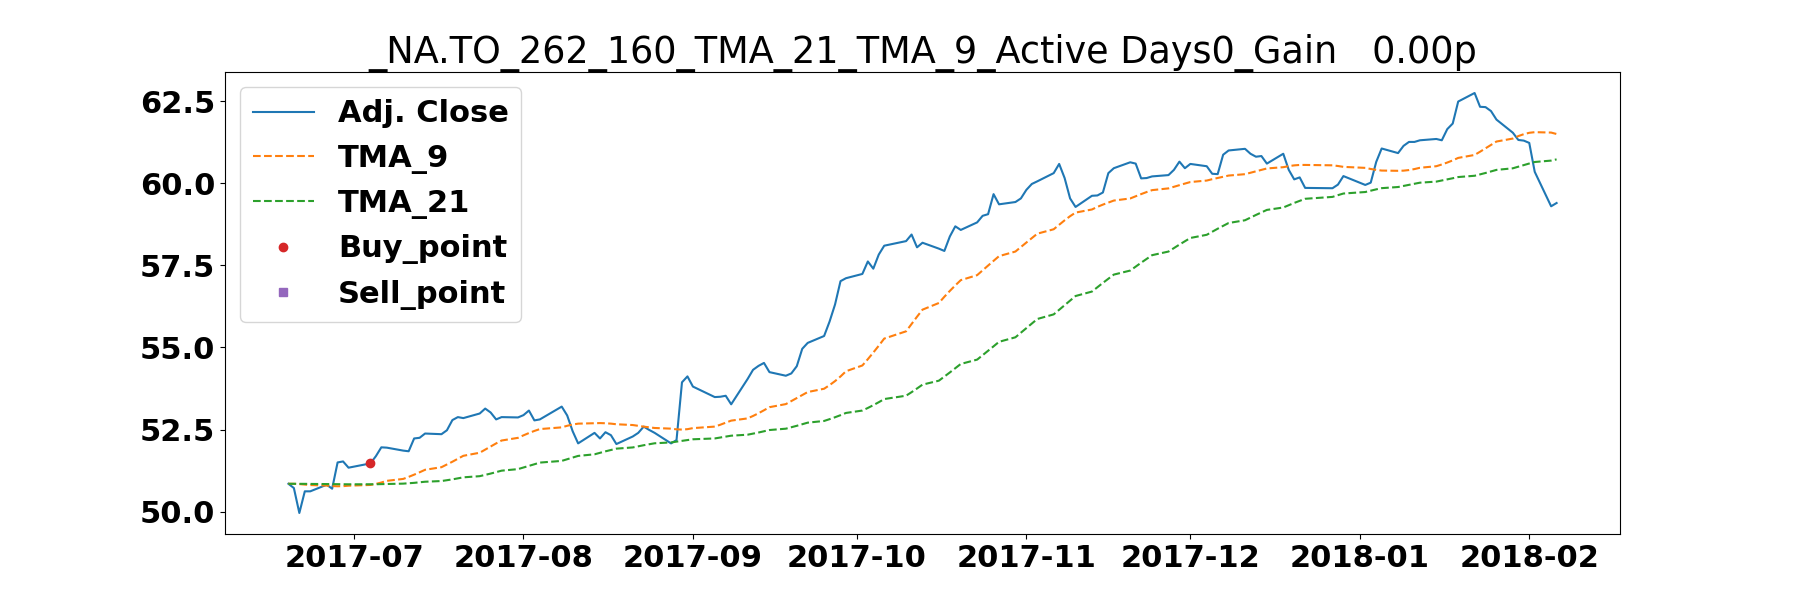 _NA.TO_262_160_TMA_21_TMA_9_Active Days0_Gain   0.00p
62.5
60.0
57.5
55.0
52.5
50.0
Adj. Close
TMA_9
TMA_21
Buy_point
Sell_point
2017-07 2017-08 2017-09 2017-10 2017-11 2017-12 2018-01 2018-02